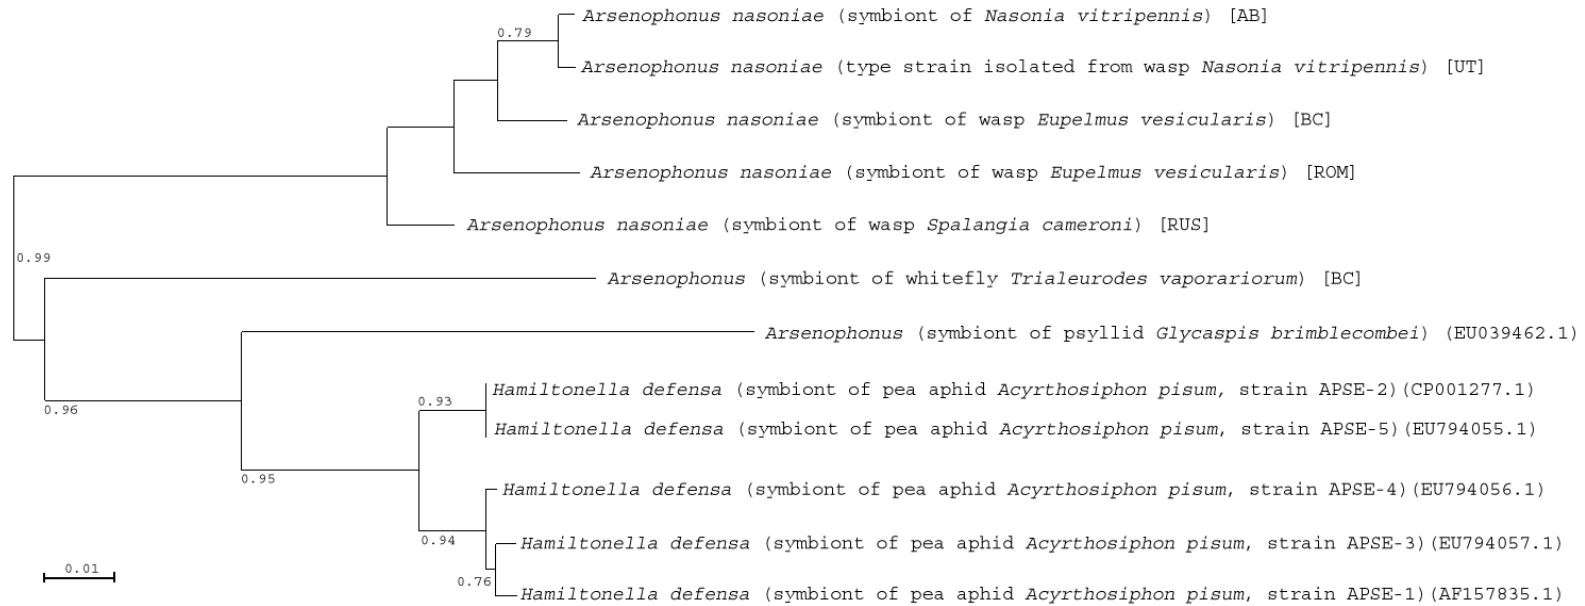 Arsenophonus nasoniae (symbiont of Nasonia vitripennis) [AB]
0.79
Arsenophonus nasoniae (type strain isolated from wasp Nasonia vitripennis) [UT]
Arsenophonus nasoniae (symbiont of wasp Eupelmus vesicularis) [BC]
Arsenophonus nasoniae (symbiont of wasp Eupelmus vesicularis) [ROM]
Arsenophonus nasoniae (symbiont of wasp Spalangia cameroni) [RUS]
0.99
Arsenophonus (symbiont of whitefly Trialeurodes vaporariorum) [BC]
Arsenophonus (symbiont of psyllid Glycaspis brimblecombei) (EU039462.1)
Hamiltonella defensa (symbiont of pea aphid Acyrthosiphon pisum, strain APSE-2)(CP001277.1)
0.93
0.96
Hamiltonella defensa (symbiont of pea aphid Acyrthosiphon pisum, strain APSE-5)(EU794055.1)
0.95
Hamiltonella defensa (symbiont of pea aphid Acyrthosiphon pisum, strain APSE-4)(EU794056.1)
0.94
Hamiltonella defensa (symbiont of pea aphid Acyrthosiphon pisum, strain APSE-3)(EU794057.1)
0.01
0.76
Hamiltonella defensa (symbiont of pea aphid Acyrthosiphon pisum, strain APSE-1)(AF157835.1)